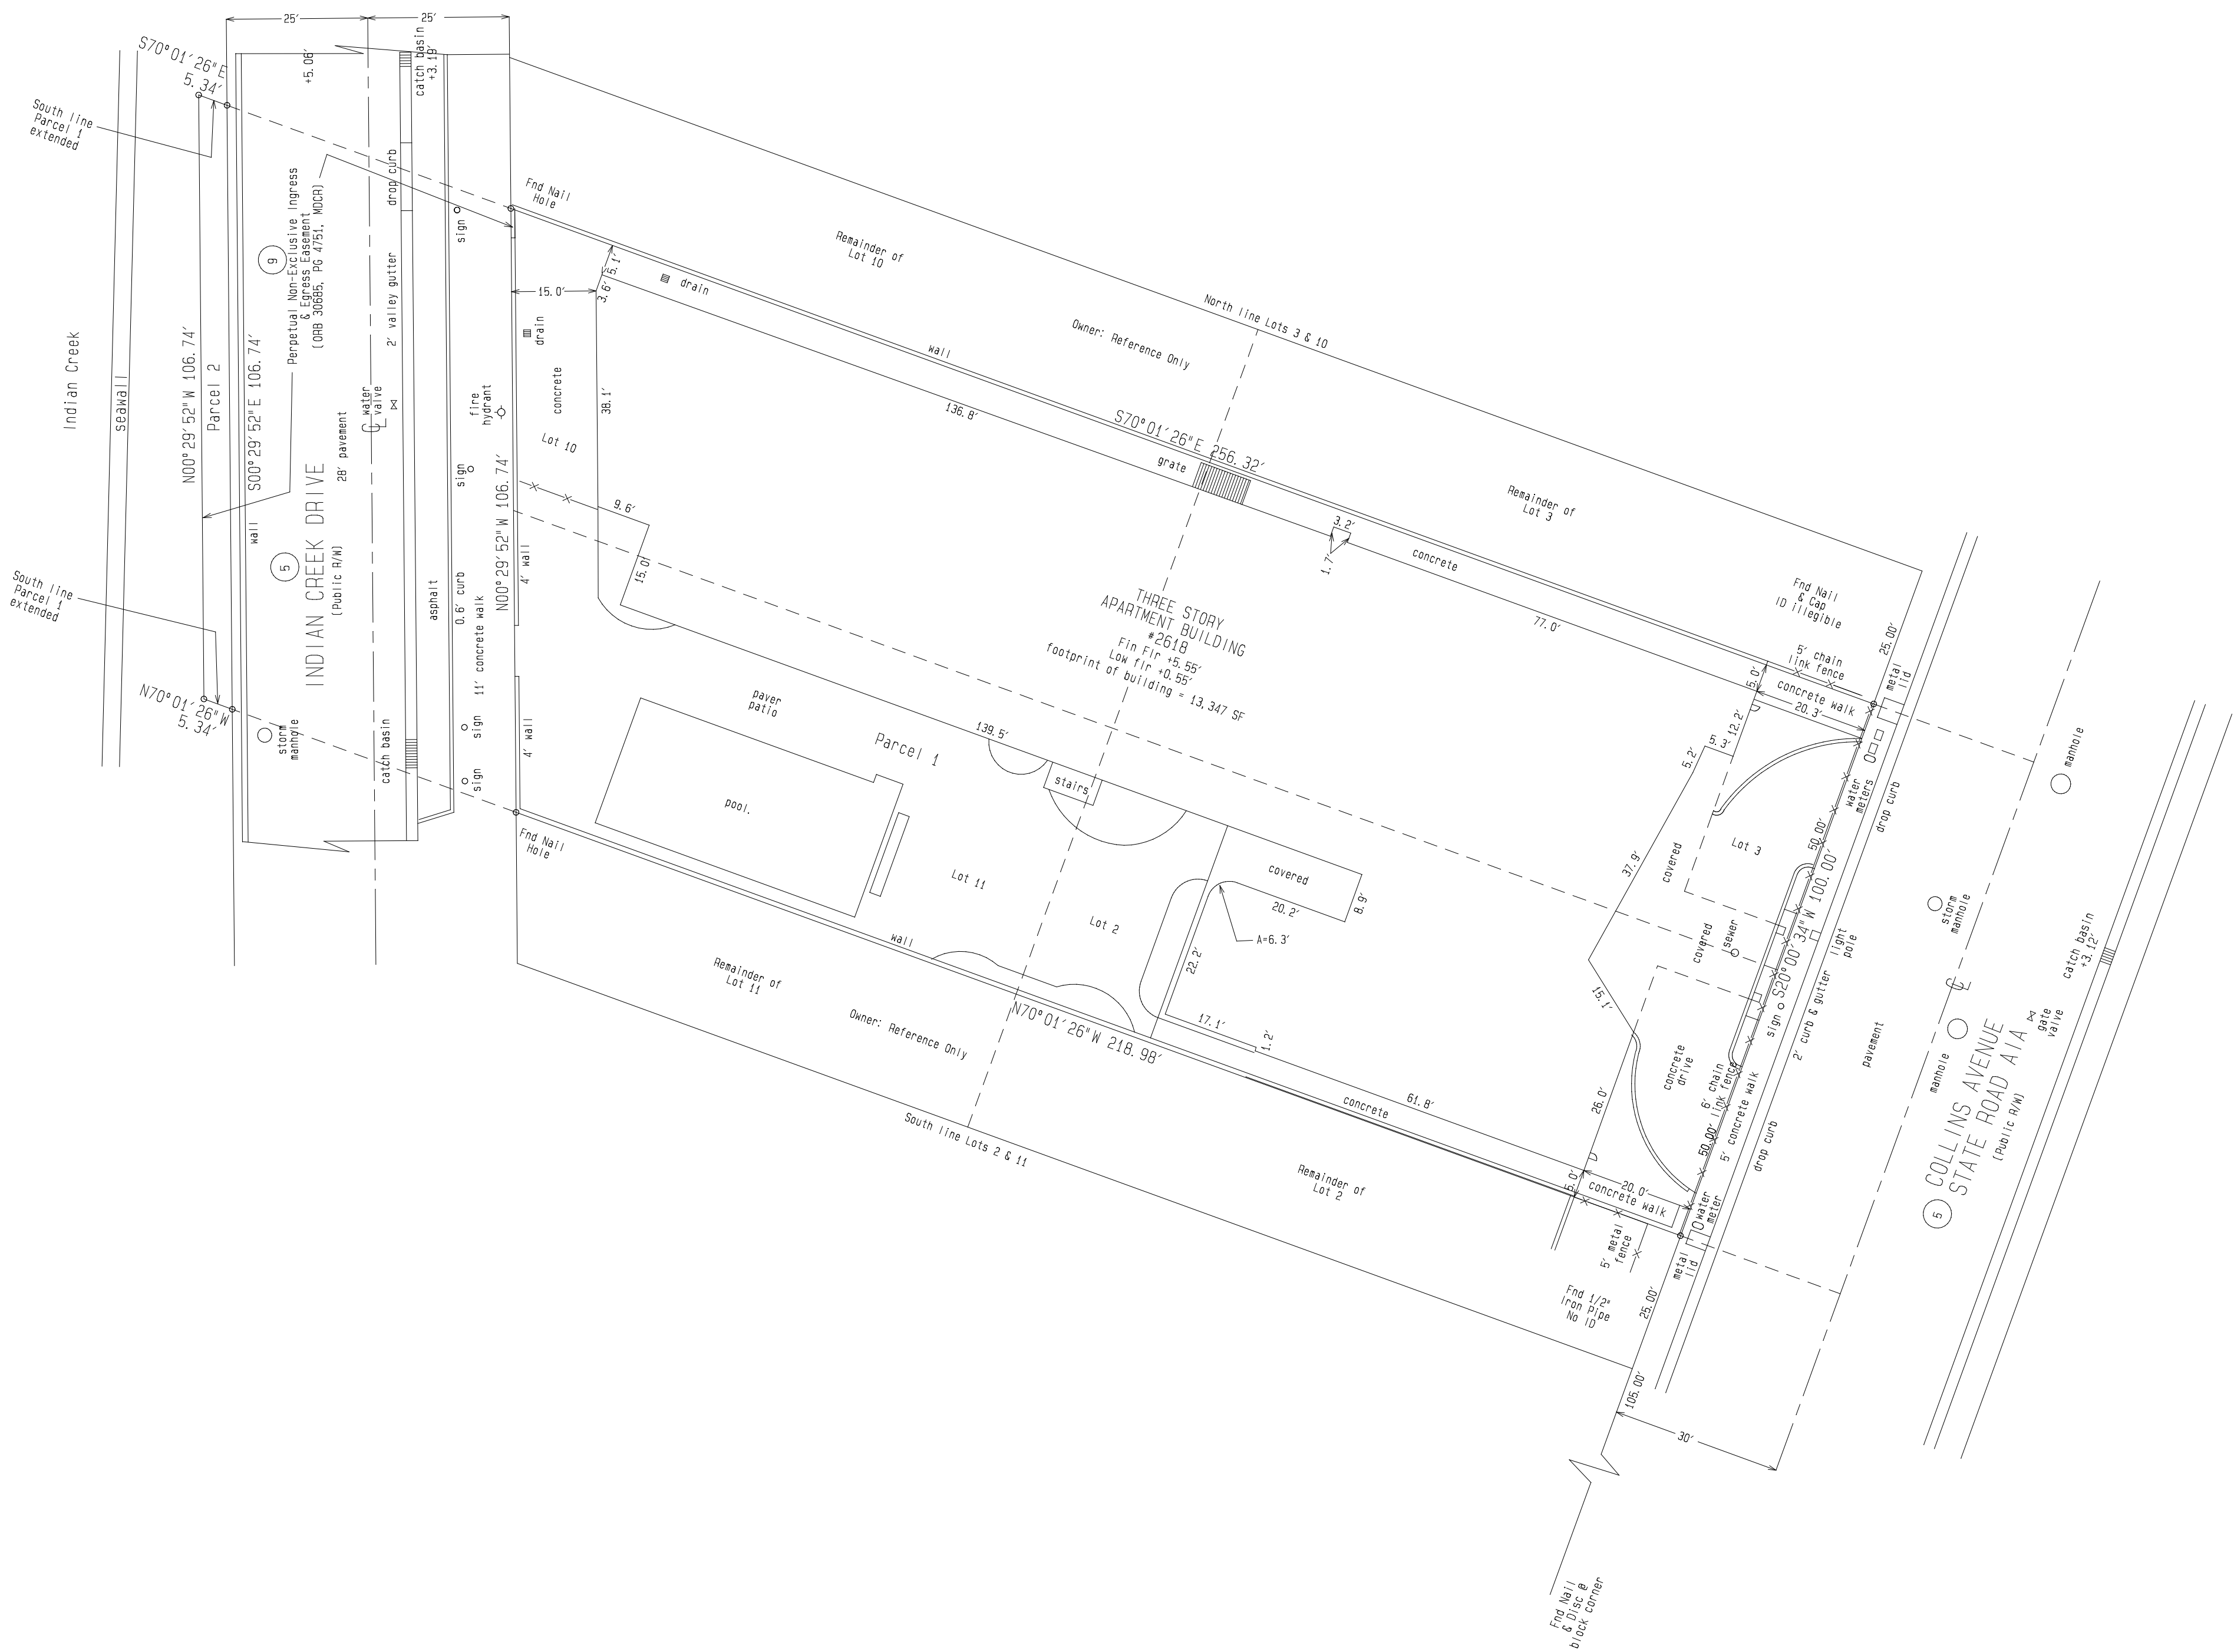 25'
25'
S70°01'26"E
5.34'
South line
Parcel 1
extended
+5.06'
catch basin
+3.19'
drop curb
Perpetual Non-Exclusive Ingress
& Egress Easement
(ORB 30685, PG 4751, MDCR)
9
2' valley gutter
sign
Fnd Nail
Hole
Indian Creek
seawall
N00°29'52"W 106.74'
Parcel 2
S00°29'52"E 106.74'
wall
5
INDIAN CREEK DRIVE
(Public R/W)
28' pavement
CL
water
valve
fire
hydrant
sign
asphalt
0.6' curb
11' concrete walk
N00°29'52"W 106.74'
4' wall
4' wall
sign
sign
catch basin
storm
manhole
South line
Parcel 1
extended
N70°01'26"W
5.34'
Fnd Nail
Hole
15.0'
3.6'
5.1'
drain
drain
concrete
38.1'
Lot 10
9.6'
15.0'
Remainder of
Lot 10
Owner: Reference Only
North line Lots 3 & 10
wall
136.8'
S70°01'26"E 256.32'
grate
Remainder of
Lot 3
3.2'
1.7'
concrete
77.0'
THREE STORY
APARTMENT BUILDING
#2618
Fin Flr +5.55'
Low flr +0.55'
footprint of building = 13,347 SF
paver
patio
139.5'
Parcel 1
pool.
stairs
Lot 11
Lot 2
covered
8.9'
20.2'
A=6.3'
22.2'
17.1'
1.2'
wall
Remainder of
Lot 11
Owner: Reference Only
N70°01'26"W 218.98'
South line Lots 2 & 11
concrete
61.8'
Remainder of
Lot 2
Fnd Nail
& Cap
ID illegible
25.00'
5' chain
link fence
metal
lid
concrete walk
5.0'
20.3'
12.2'
5.3'
5.2'
37.9'
covered
Lot 3
water
meters
50.00'
drop curb
manhole
covered
sewer
S20°00'34"W 100.00'
light
pole
storm
manhole
15.1'
concrete
drive
sign
2' curb & gutter
pavement
catch basin
+3.12'
CL
gate
valve
26.0'
6' chain
link fence
50.00'
5' concrete walk
drop curb
manhole
5
COLLINS AVENUE
STATE ROAD A1A
(Public R/W)
5.0'
20.0'
concrete walk
water
meter
5' metal
fence
metal
lid
Fnd 1/2"
Iron Pipe
No ID
25.00'
105.00'
30'
Fnd Nail
& Disc @
block corner